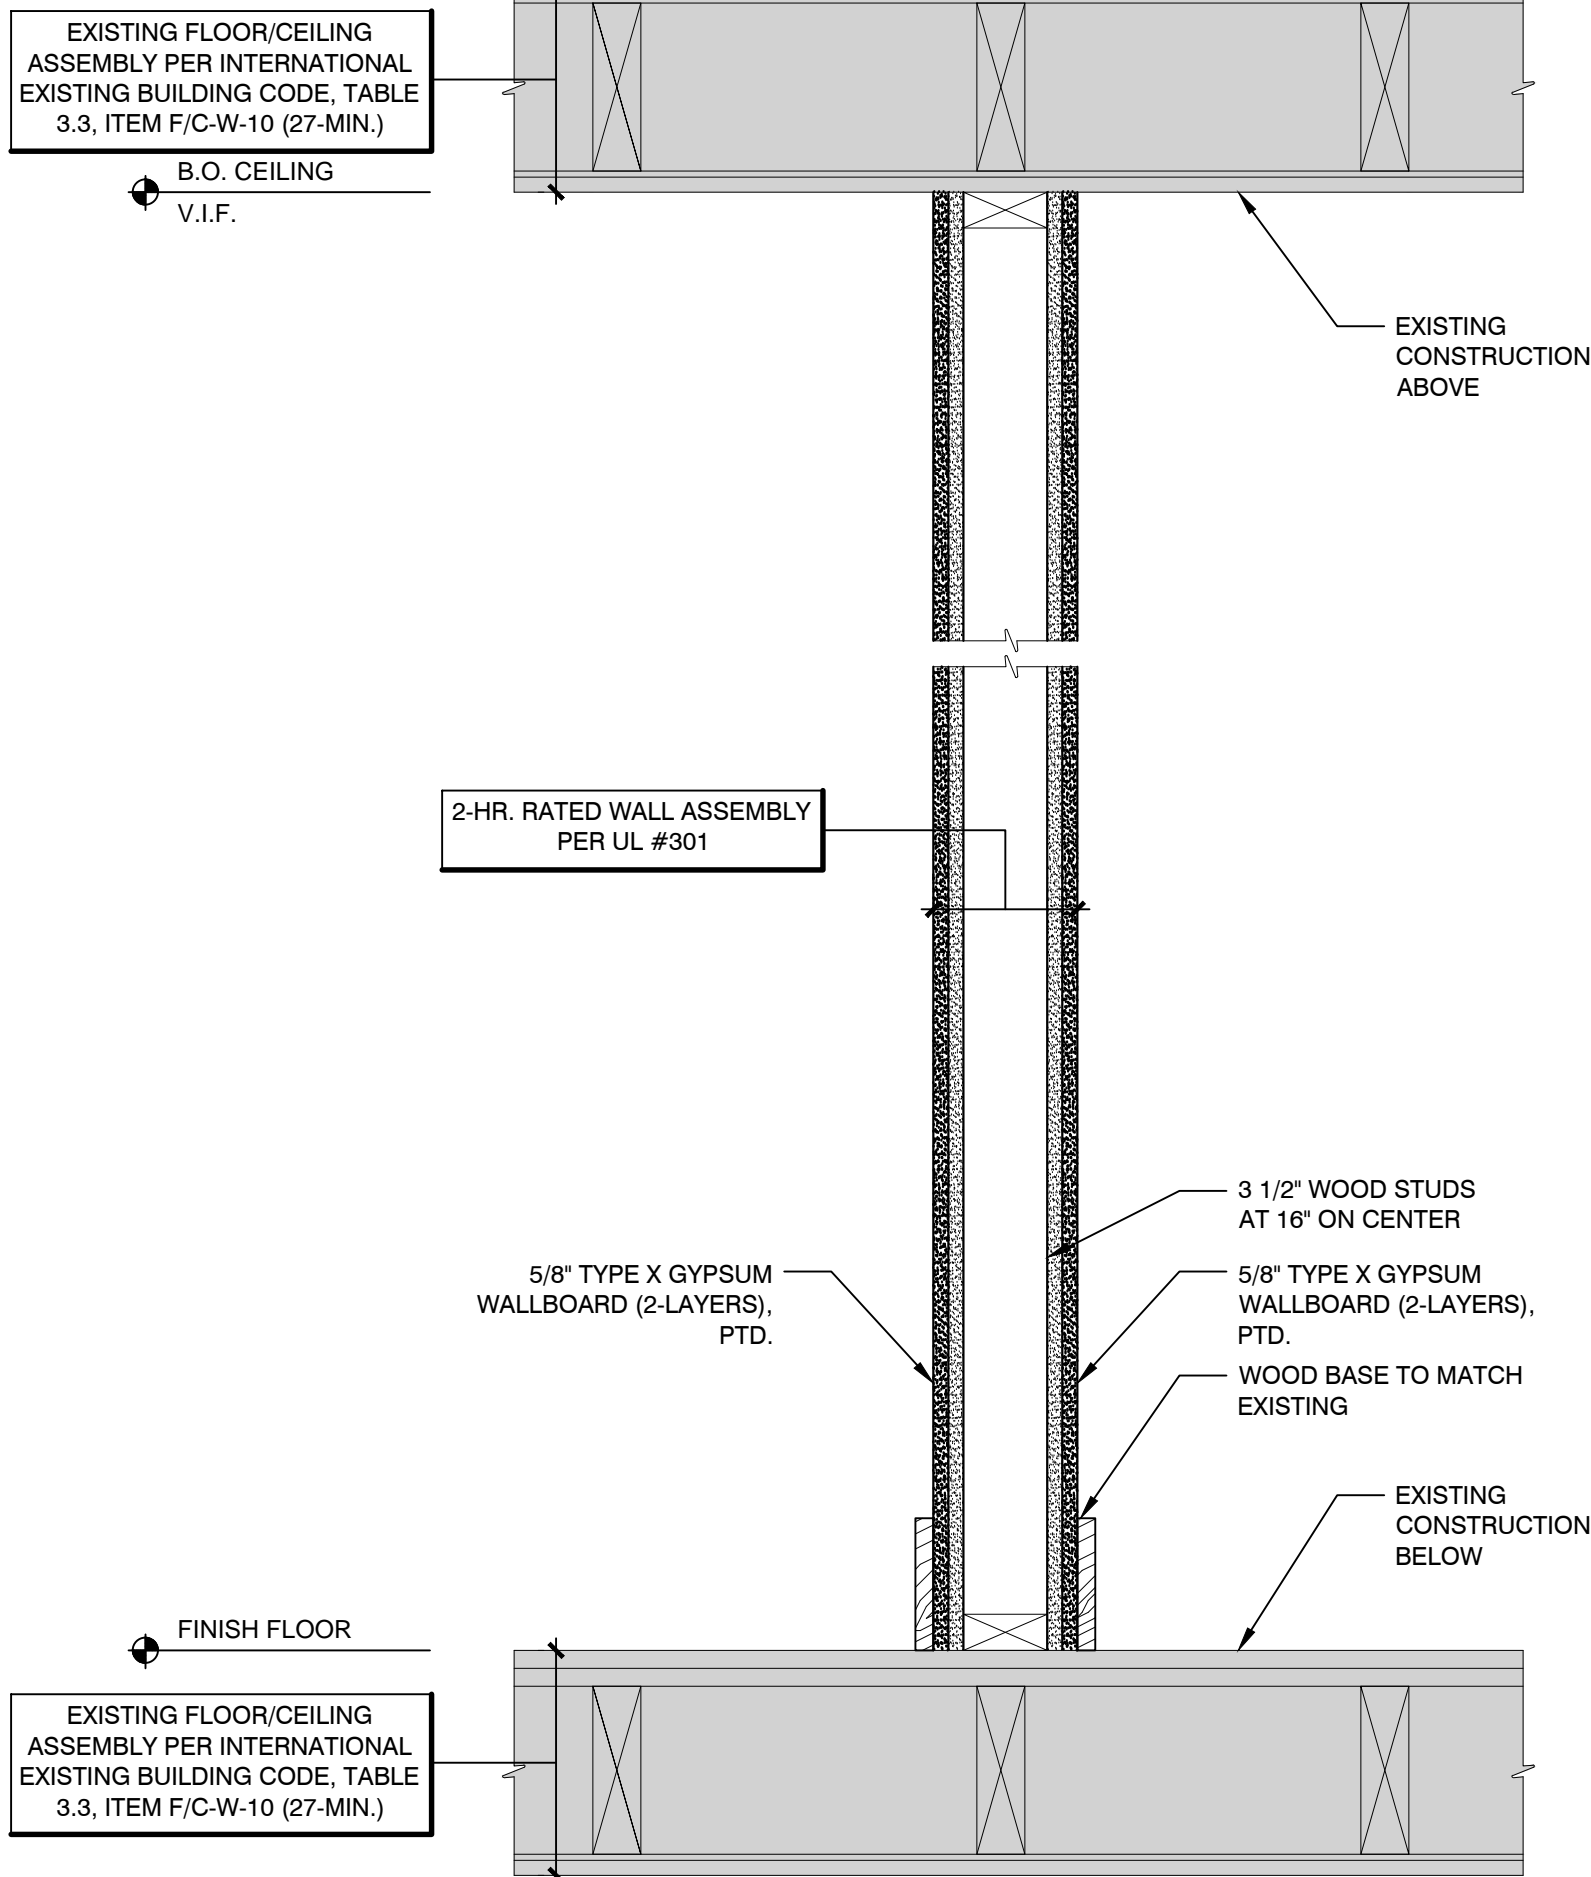 EXISTING FLOOR/CEILING
ASSEMBLY PER INTERNATIONAL
EXISTING BUILDING CODE, TABLE
3.3, ITEM F/C-W-10 (27-MIN.)
B.O. CEILING
V.I.F.
EXISTING
CONSTRUCTION
ABOVE
2-HR. RATED WALL ASSEMBLY
PER UL #301
3 1/2" WOOD STUDS
AT 16" ON CENTER
5/8" TYPE X GYPSUM
WALLBOARD (2-LAYERS),
PTD.
5/8" TYPE X GYPSUM
WALLBOARD (2-LAYERS),
PTD.
WOOD BASE TO MATCH
EXISTING
EXISTING
CONSTRUCTION
BELOW
FINISH FLOOR
EXISTING FLOOR/CEILING
ASSEMBLY PER INTERNATIONAL
EXISTING BUILDING CODE, TABLE
3.3, ITEM F/C-W-10 (27-MIN.)